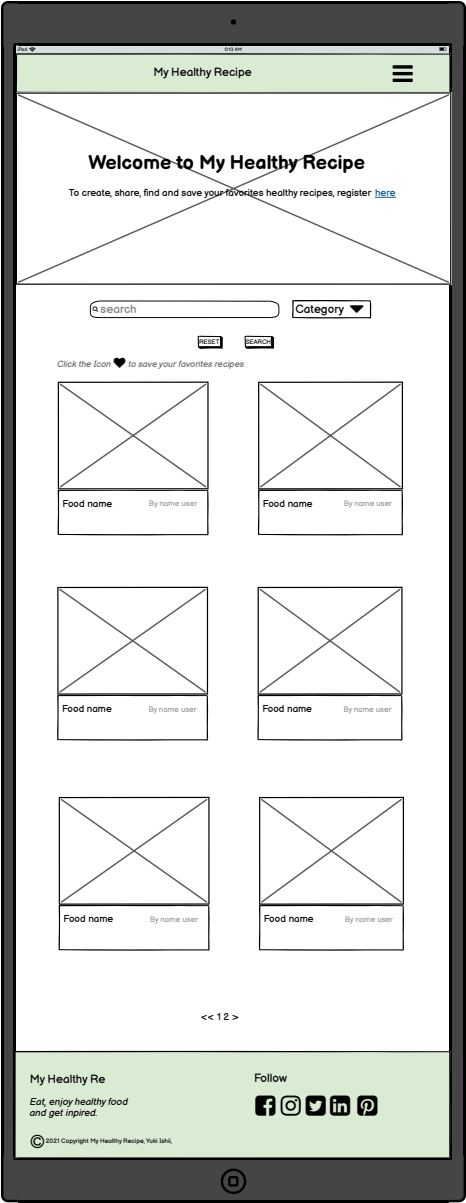 iPad 0:13 AM
My Healthy Recipe
Welcome to My Healthy Recipe
To create, share, find and save your favorites healthy recipes, register here
search Category
RESET SEARCH
Click the Icon ♥ to save your favorites recipes
Food name By name user Food name By name user
Food name By name user Food name By name user
Food name By name user Food name By name user
<< 1 2 >
My Healthy Re Follow
Eat, enjoy healthy food
and get inpired.
© 2021 Copyright My Healthy Recipe, Yuki Ishii,